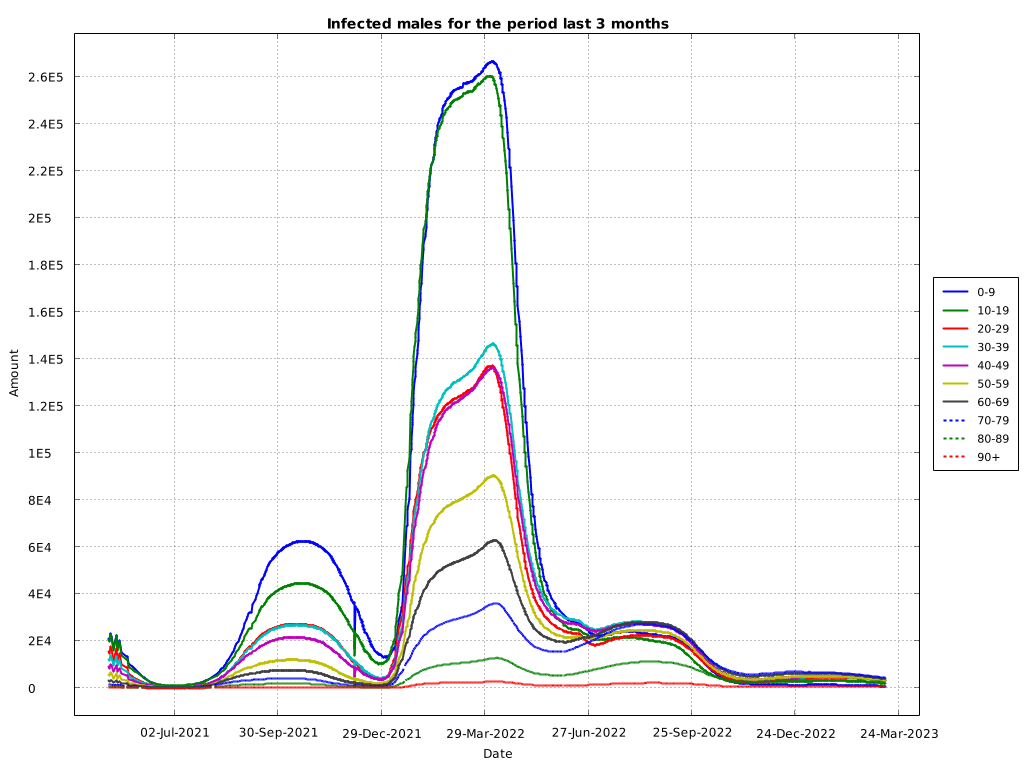 Infected males for the period last 3 months
2.6E5
2.4E5
2.2E5
2E5
1.8E5
1.6E5
1.4E5
1.2E5
1E5
8E4
6E4
4E4
2E4
0
Amount
02-Jul-2021 30-Sep-2021 29-Dec-2021 29-Mar-2022 27-Jun-2022 25-Sep-2022 24-Dec-2022 24-Mar-2023
Date
0-9
10-19
20-29
30-39
40-49
50-59
60-69
70-79
80-89
90+